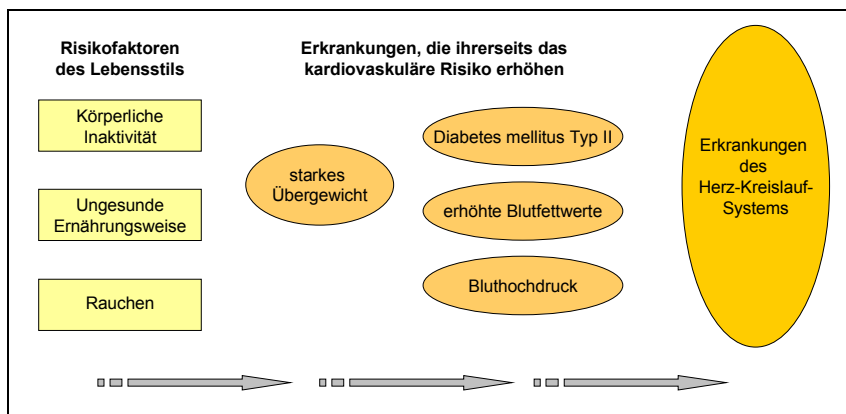 Risikofaktoren
des Lebensstils
Erkrankungen, die ihrerseits das
kardiovaskuläre Risiko erhöhen
Körperliche
Inaktivität
Ungesunde
Ernährungsweise
Rauchen
starkes
Übergewicht
Diabetes mellitus Typ II
erhöhte Blutfettwerte
Bluthochdruck
Erkrankungen
des
Herz-Kreislauf-
Systems